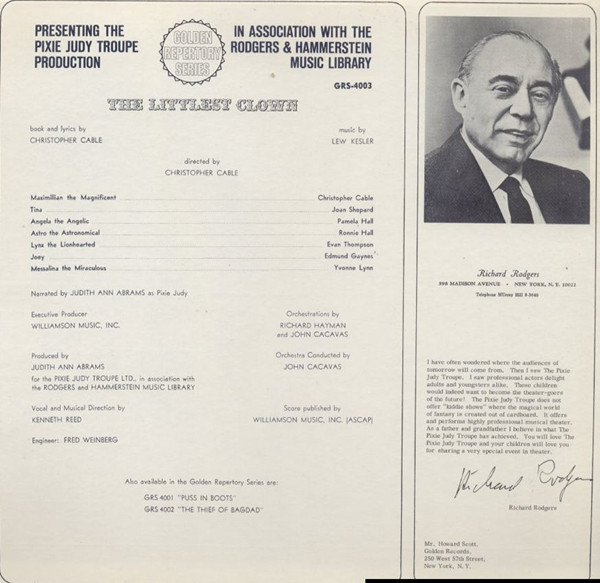 PRESENTING THE
PIXIE JUDY TROUPE
PRODUCTION
GOLDEN
REPERTORY
SERIES
IN ASSOCIATION WITH THE
RODGERS & HAMMERSTEIN
MUSIC LIBRARY
GRS-4003
THE LITTLEST CLOWN
book and lyrics by
CHRISTOPHER CABLE
music by
LEW KESLER
directed by
CHRISTOPHER CABLE
Maximillian the Magnificent Christopher Cable
Tina Joan Shepard
Angela the Angelic Pamela Hall
Astro the Astronomical Ronnie Hall
Lynx the Lionhearted Evan Thompson
Joey Edmund Gaynes
Messalina the Miraculous Yvonne Lynn
Narrated by JUDITH ANN ABRAMS as Pixie Judy
Executive Producer
WILLIAMSON MUSIC, INC.
Orchestrations by
RICHARD HAYMAN
and JOHN CACAVAS
Produced by
JUDITH ANN ABRAMS
for the PIXIE JUDY TROUPE LTD., in association with
the RODGERS and HAMMERSTEIN MUSIC LIBRARY
Orchestra Conducted by
JOHN CACAVAS
Vocal and Musical Direction by
KENNETH REED
Score published by
WILLIAMSON MUSIC, INC. (ASCAP)
Engineer: FRED WEINBERG
Also available in the Golden Repertory Series are:
GRS 4001 "PUSS IN BOOTS"
GRS 4002 "THE THIEF OF BAGDAD"
Richard Rodgers
598 MADISON AVENUE • NEW YORK, N.Y. 10022
Telephone
I have often wondered where the audiences of
tomorrow will come from. Then I saw The Pixie
Judy Troupe. I saw professional actors delight
adults and youngsters alike. These children
would indeed want to become the theater-goers
of the future! The Pixie Judy Troupe does not
offer "kiddie shows" where the magical world
of fantasy is created out of cardboard. It offers
and performs highly professional musical theater.
As a father and grandfather I believe in what The
Pixie Judy Troupe has achieved. You will love The
Pixie Judy Troupe and your children will love you
for sharing a very special event in theater.
Richard Rodgers
Richard Rodgers
Mr. Howard Scott,
Golden Records,
250 West 57th Street,
New York, N.Y.